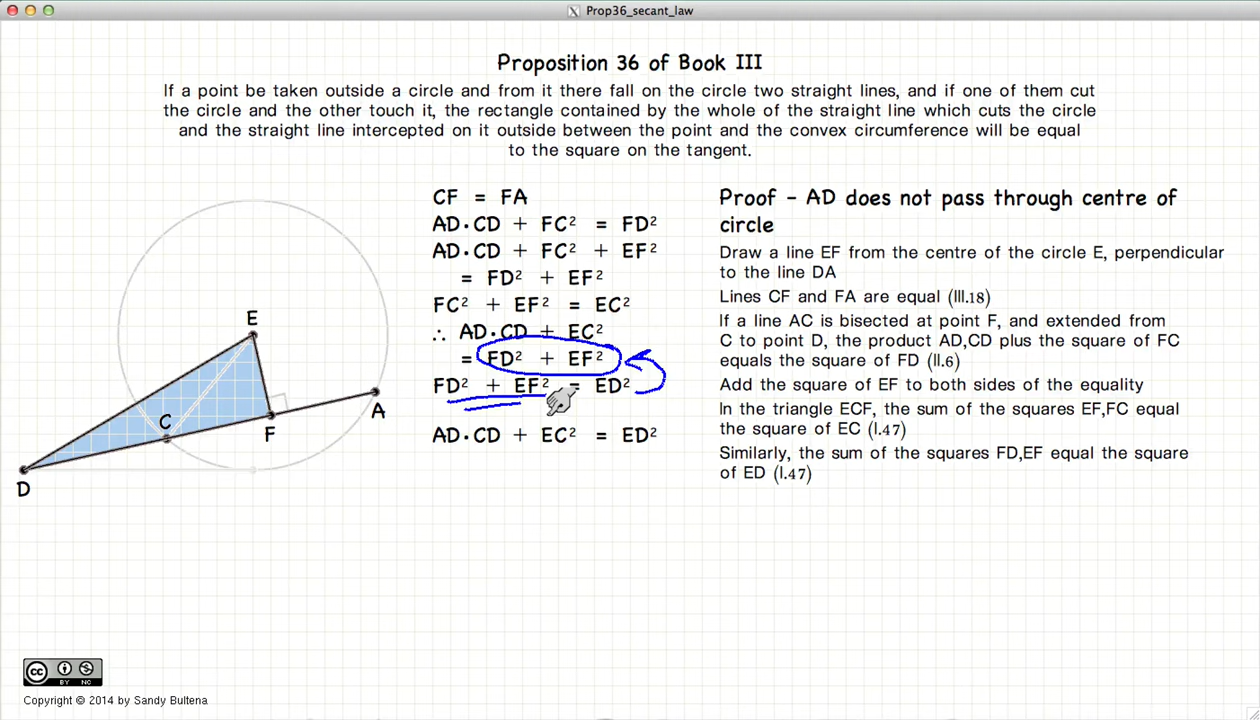 Prop36_secant_law
Proposition 36 of Book III
If a point be taken outside a circle and from it there fall on the circle two straight lines, and if one of them cut
the circle and the other touch it, the rectangle contained by the whole of the straight line which cuts the circle
and the straight line intercepted on it outside between the point and the convex circumference will be equal
to the square on the tangent.
E
C
F
A
D
CF = FA
AD·CD + FC² = FD²
AD·CD + FC² + EF²
= FD² + EF²
FC² + EF² = EC²
∴ AD·CD + EC²
= FD² + EF²
FD² + EF² = ED²
AD·CD + EC² = ED²
Proof - AD does not pass through centre of
circle
Draw a line EF from the centre of the circle E, perpendicular
to the line DA
Lines CF and FA are equal (III.18)
If a line AC is bisected at point F, and extended from
C to point D, the product AD,CD plus the square of FC
equals the square of FD (II.6)
Add the square of EF to both sides of the equality
In the triangle ECF, the sum of the squares EF,FC equal
the square of EC (I.47)
Similarly, the sum of the squares FD,EF equal the square
of ED (I.47)
cc
BY NC
Copyright © 2014 by Sandy Bultena